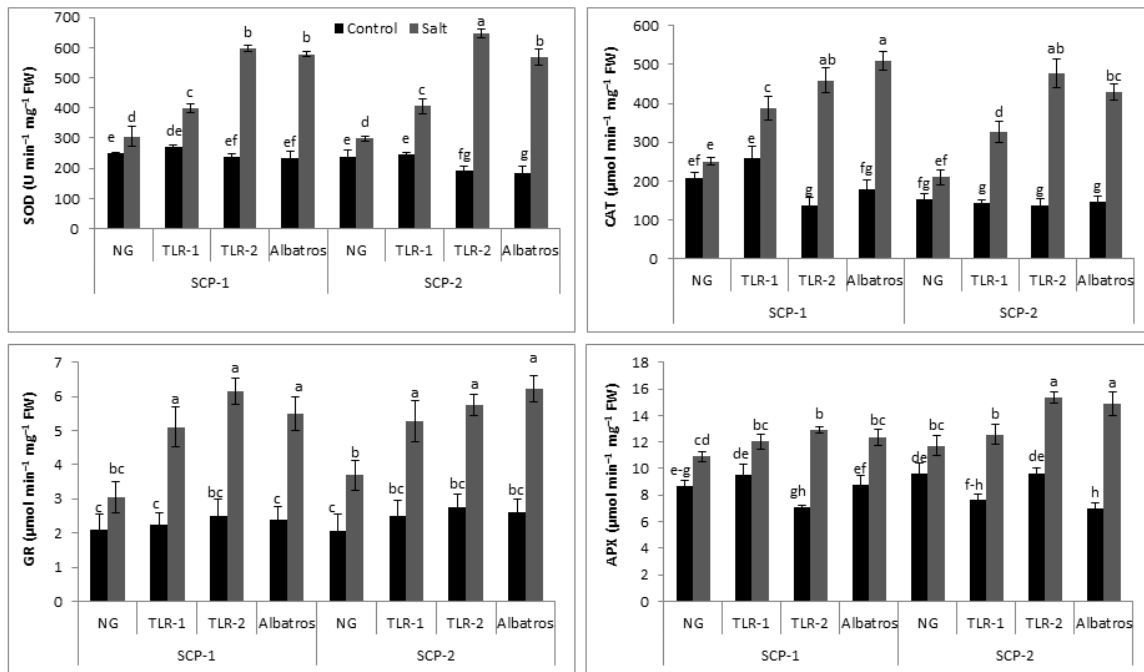 SOD (U min⁻¹ mg⁻¹ FW)
700
600
500
400
300
200
100
0
Control Salt
e d de c ef b ef b e d e c fg a g b
NG TLR-1 TLR-2 Albatros NG TLR-1 TLR-2 Albatros
SCP-1 SCP-2
CAT (µmol min⁻¹ mg⁻¹ FW)
600
500
400
300
200
100
0
ef e e c g ab fg a fg ef g d g ab g bc
NG TLR-1 TLR-2 Albatros NG TLR-1 TLR-2 Albatros
SCP-1 SCP-2
GR (µmol min⁻¹ mg⁻¹ FW)
7
6
5
4
3
2
1
0
c bc c a bc a c a c b bc a bc a bc a
NG TLR-1 TLR-2 Albatros NG TLR-1 TLR-2 Albatros
SCP-1 SCP-2
APX (µmol min⁻¹ mg⁻¹ FW)
18
16
14
12
10
8
6
4
2
0
e-g cd de bc gh b ef bc de bc f-h b de a h a
NG TLR-1 TLR-2 Albatros NG TLR-1 TLR-2 Albatros
SCP-1 SCP-2